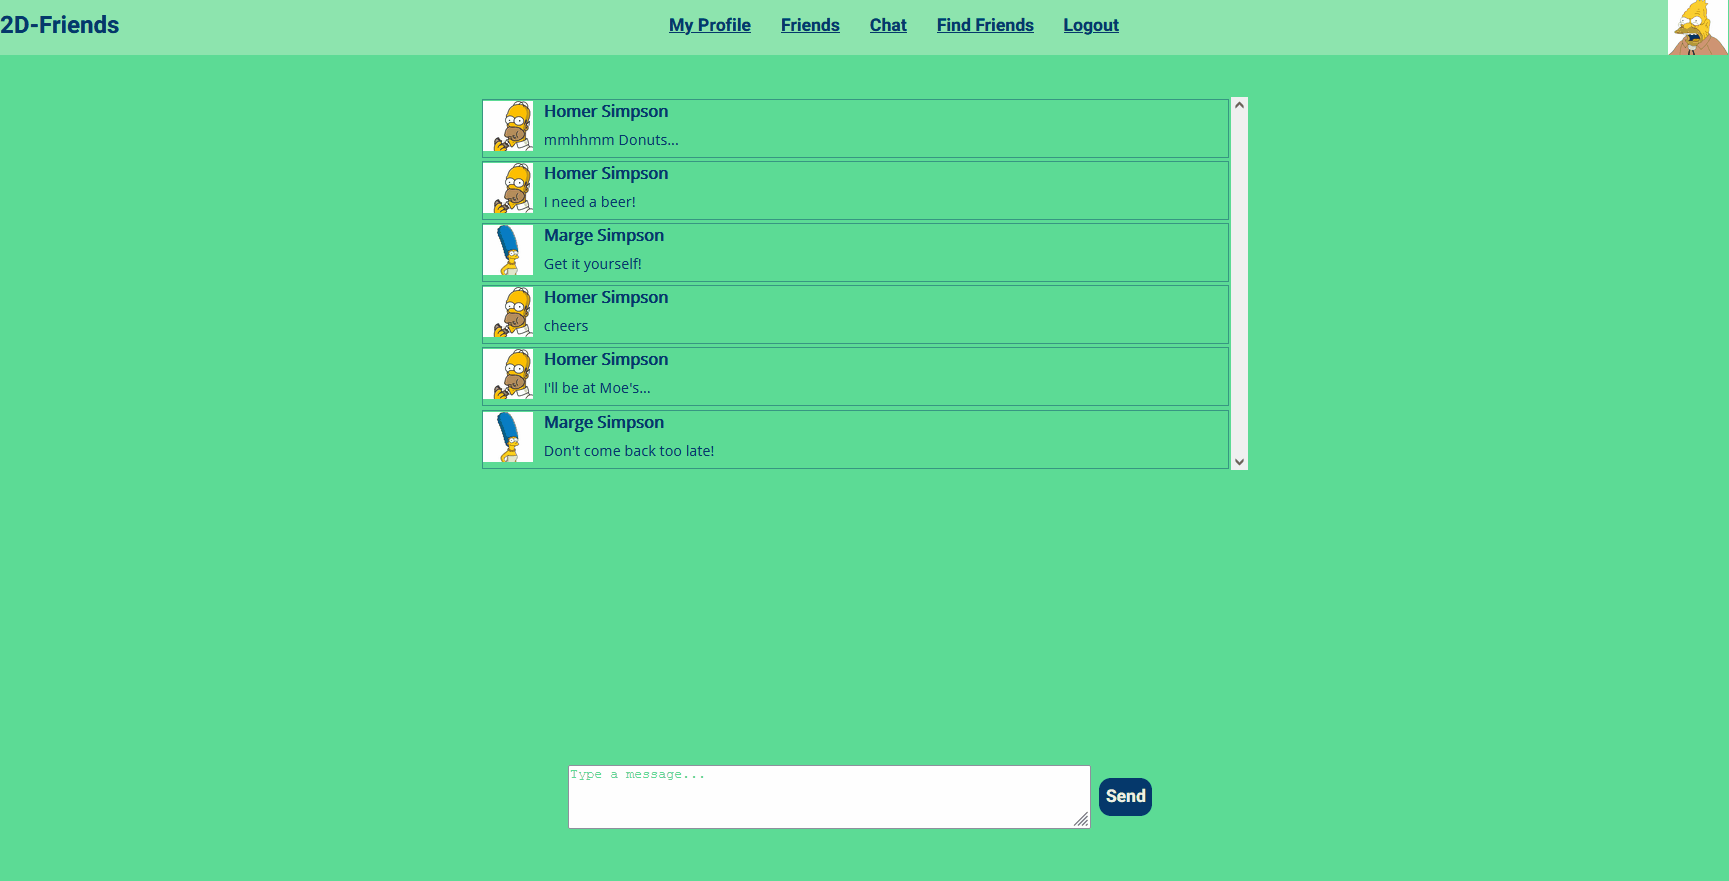 2D-Friends
My Profile Friends Chat Find Friends Logout
Homer Simpson
mmhhmm Donuts...
Homer Simpson
I need a beer!
Marge Simpson
Get it yourself!
Homer Simpson
cheers
Homer Simpson
I'll be at Moe's...
Marge Simpson
Don't come back too late!
Type a message...
Send